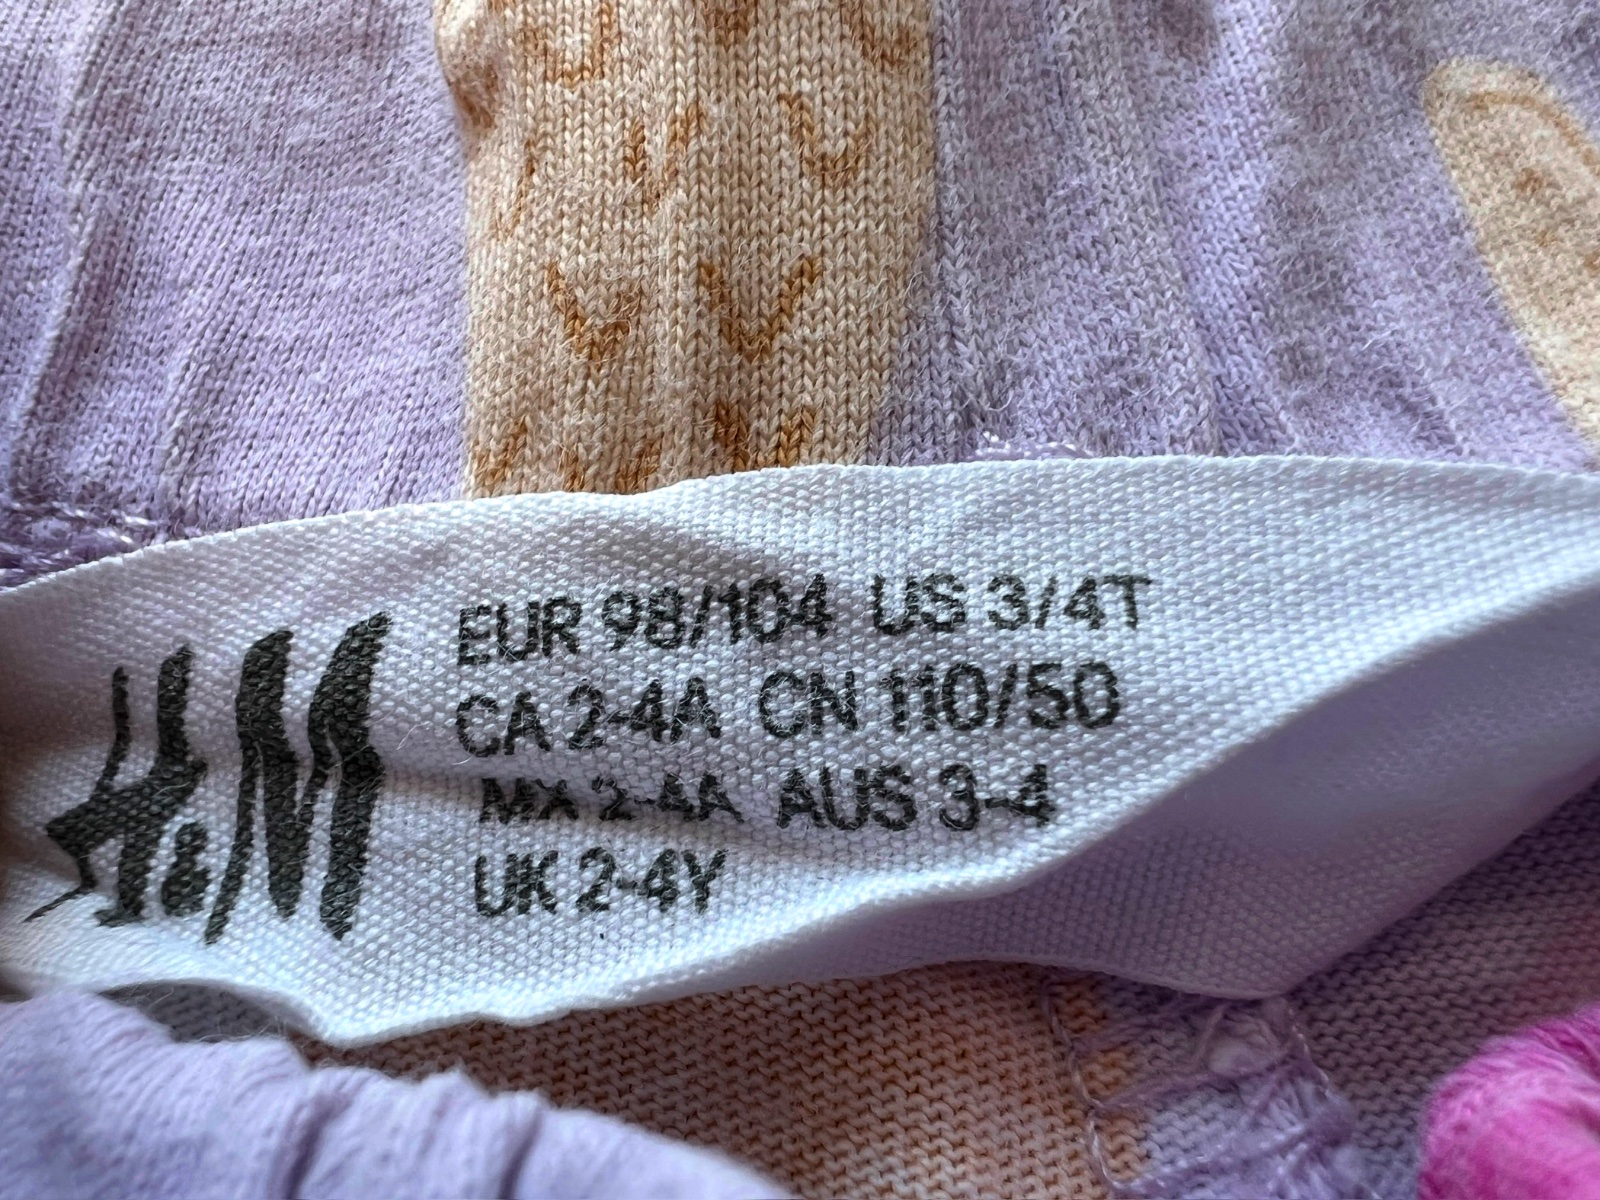 H&M
EUR 98/104 US 3/4T
CA 2-4A CN 110/50
MX 2-4A AUS 3-4
UK 2-4Y